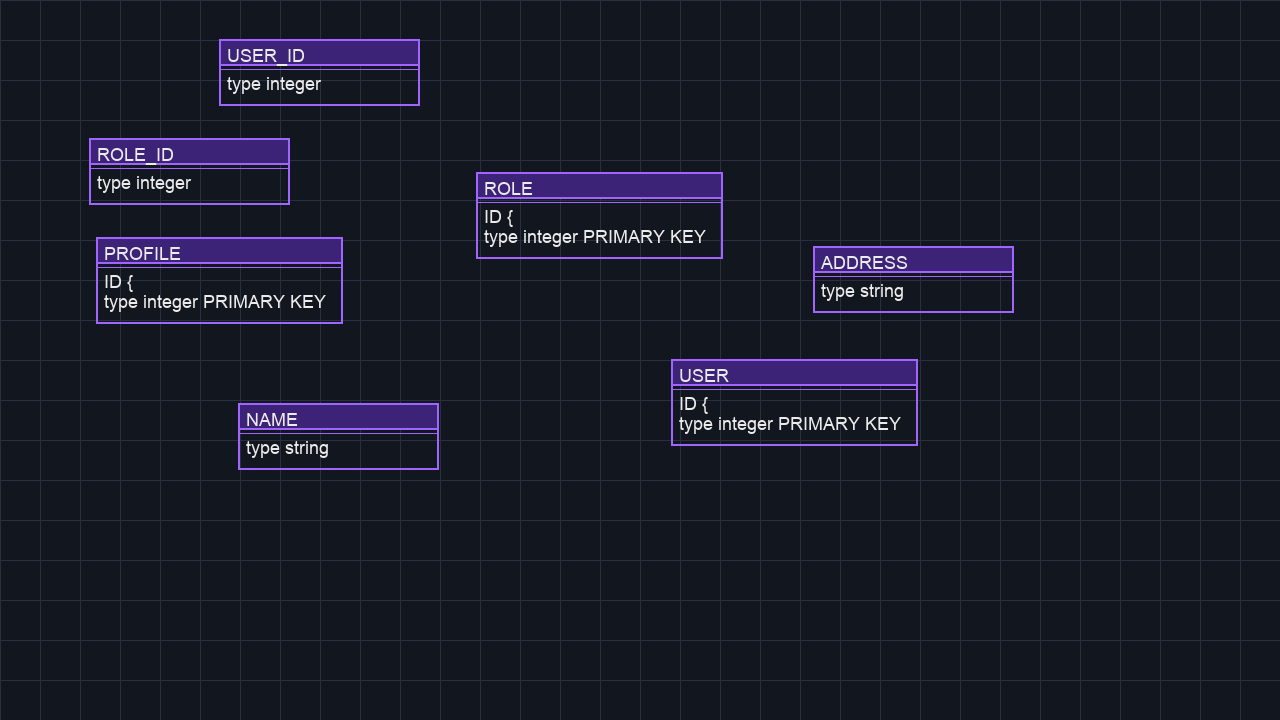 USER_ID
type integer
ROLE_ID
type integer
ROLE
ID {
type integer PRIMARY KEY
PROFILE
ID {
type integer PRIMARY KEY
ADDRESS
type string
USER
ID {
type integer PRIMARY KEY
NAME
type string